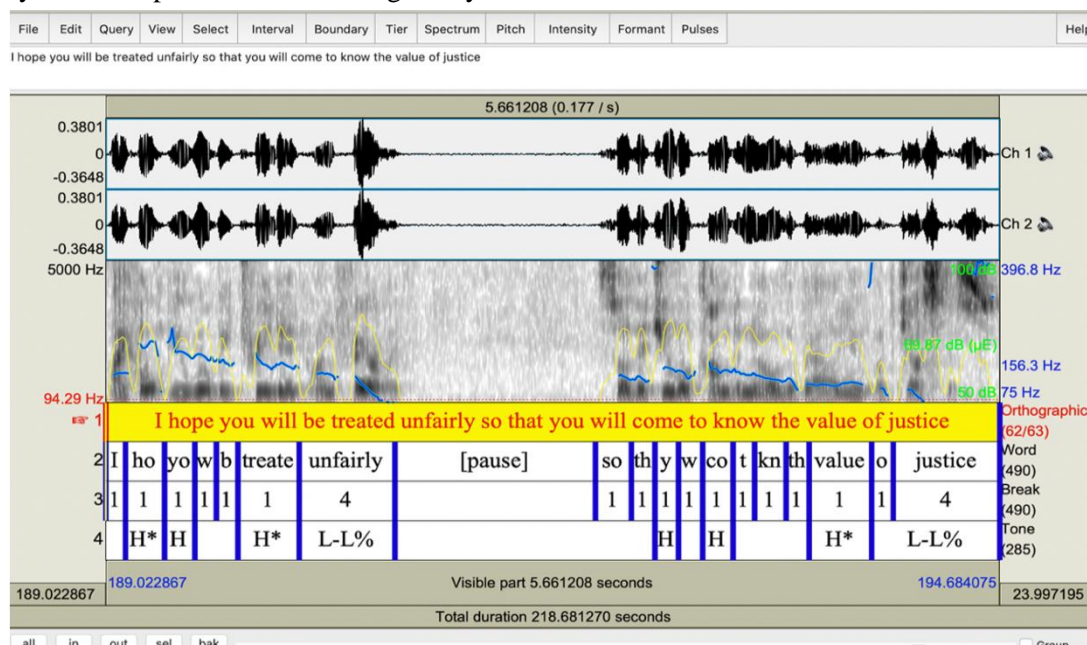 File Edit Query View Select Interval Boundary Tier Spectrum Pitch Intensity Formant Pulses Help
I hope you will be treated unfairly so that you will come to know the value of justice
5.661208 (0.177 / s)
0.3801
0
-0.3648
Ch 1
0.3801
0
-0.3648
Ch 2
5000 Hz 100 dB 396.8 Hz
69.87 dB (µE)
156.3 Hz
94.29 Hz 50 dB 75 Hz
1 I hope you will be treated unfairly so that you will come to know the value of justice Orthographic (62/63)
2 I ho yo w b treate unfairly [pause] so th y w co t kn th value o justice Word (490)
3 1 1 1 1 1 1 4 1 1 1 1 1 1 1 1 1 1 4 Break (490)
4 H* H H* L-L% H H H* L-L% Tone (285)
189.022867 189.022867 Visible part 5.661208 seconds 194.684075 23.997195
Total duration 218.681270 seconds
all in out sel bak Group